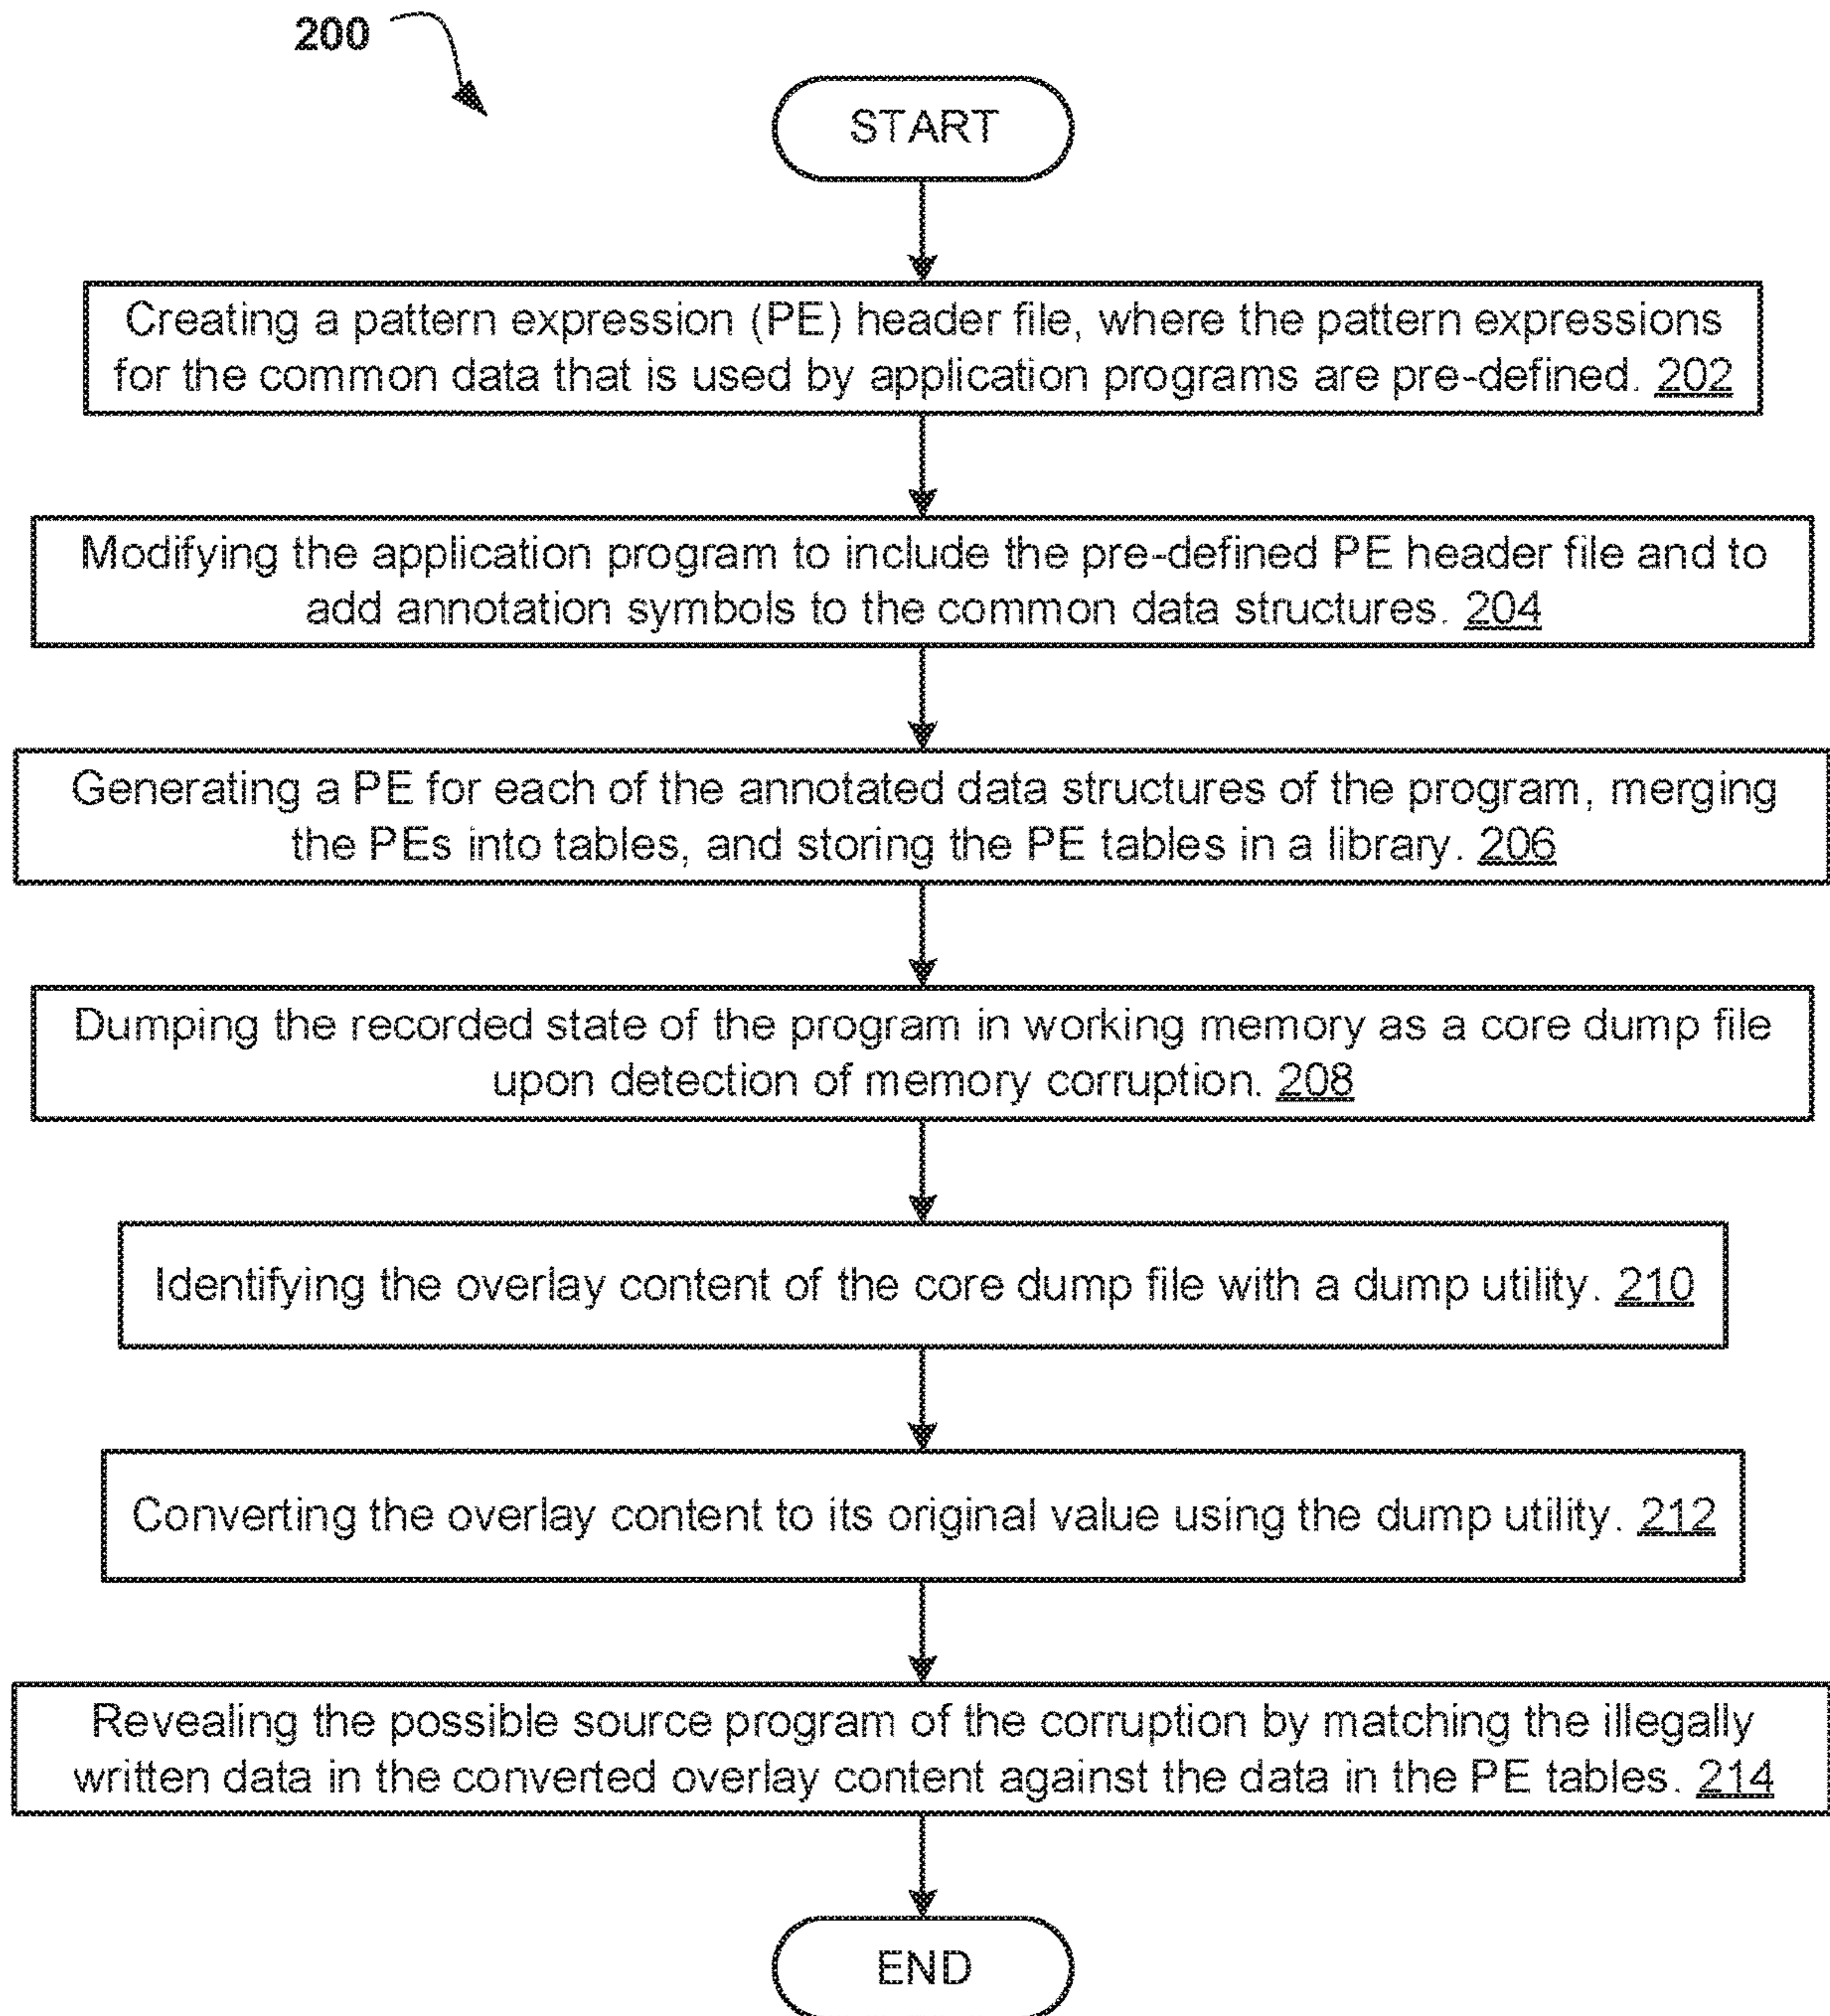 200
START
Creating a pattern expression (PE) header file, where the pattern expressions
for the common data that is used by application programs are pre-defined. 202
Modifying the application program to include the pre-defined PE header file and to
add annotation symbols to the common data structures. 204
Generating a PE for each of the annotated data structures of the program, merging
the PEs into tables, and storing the PE tables in a library. 206
Dumping the recorded state of the program in working memory as a core dump file
upon detection of memory corruption. 208
Identifying the overlay content of the core dump file with a dump utility. 210
Converting the overlay content to its original value using the dump utility. 212
Revealing the possible source program of the corruption by matching the illegally
written data in the converted overlay content against the data in the PE tables. 214
END